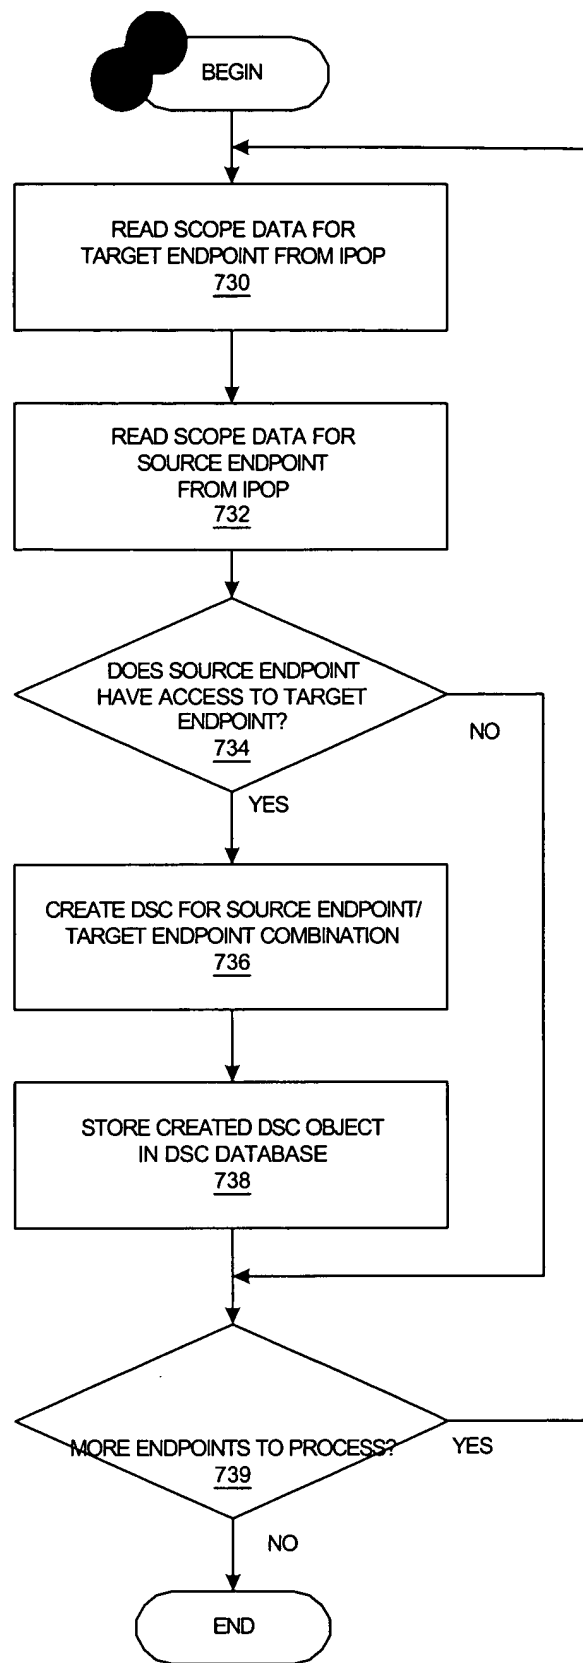 BEGIN
READ SCOPE DATA FOR
TARGET ENDPOINT FROM IPOP
730
READ SCOPE DATA FOR
SOURCE ENDPOINT
FROM IPOP
732
DOES SOURCE ENDPOINT
HAVE ACCESS TO TARGET
ENDPOINT?
734
NO
YES
CREATE DSC FOR SOURCE ENDPOINT/
TARGET ENDPOINT COMBINATION
736
STORE CREATED DSC OBJECT
IN DSC DATABASE
738
MORE ENDPOINTS TO PROCESS?
739
YES
NO
END